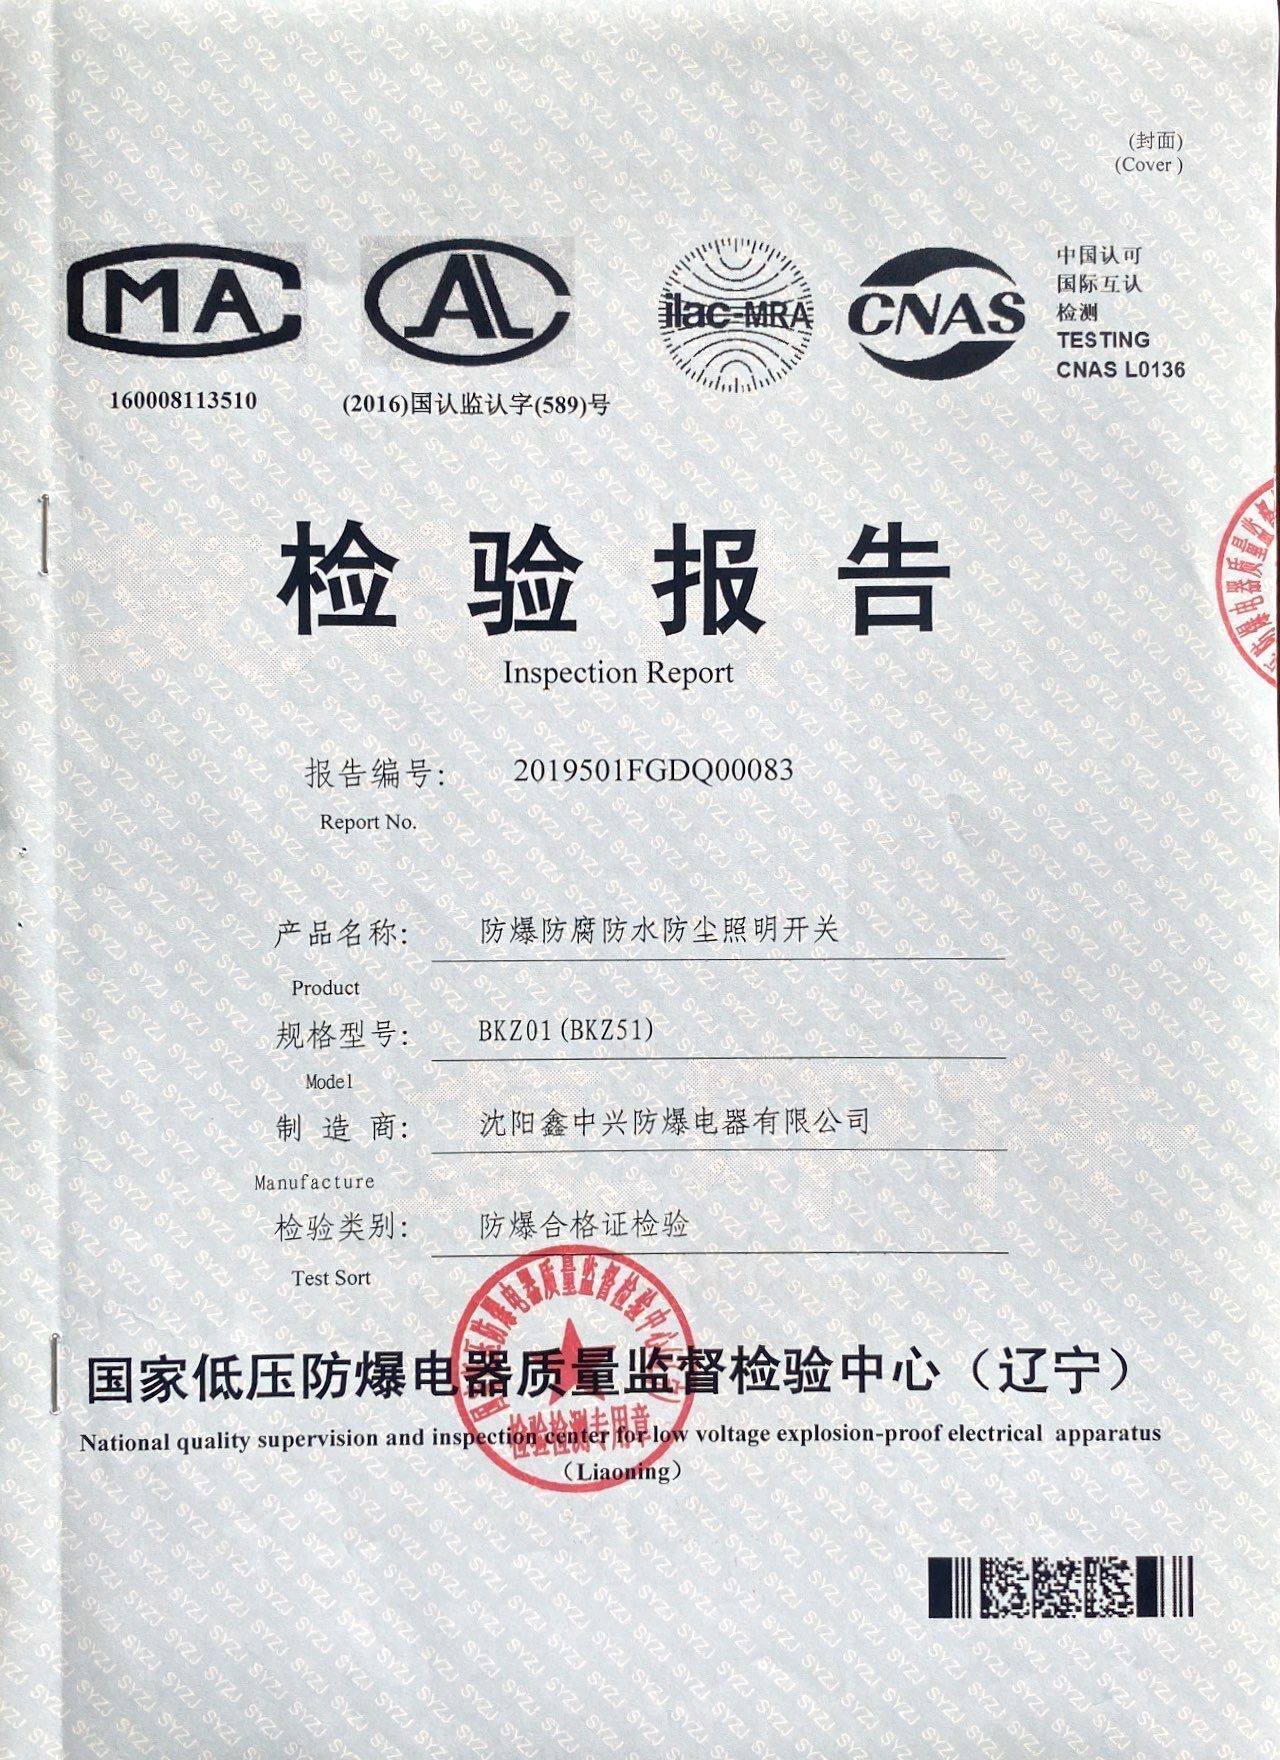 (封面)
(Cover )
MA
AL
ilac-MRA
CNAS
中国认可
国际互认
检测
TESTING
CNAS L0136
160008113510
(2016)国认监认字(589)号
检验报告
Inspection Report
报告编号: 2019501FGDQ00083
Report No.
产品名称: 防爆防腐防水防尘照明开关
Product
规格型号: BKZ01(BKZ51)
Model
制 造 商: 沈阳鑫中兴防爆电器有限公司
Manufacture
检验类别: 防爆合格证检验
Test Sort
国家低压防爆电器质量监督检验中心（辽宁）
National quality supervision and inspection center for low voltage explosion-proof electrical apparatus
（Liaoning）
检验检测专用章
SYZJ